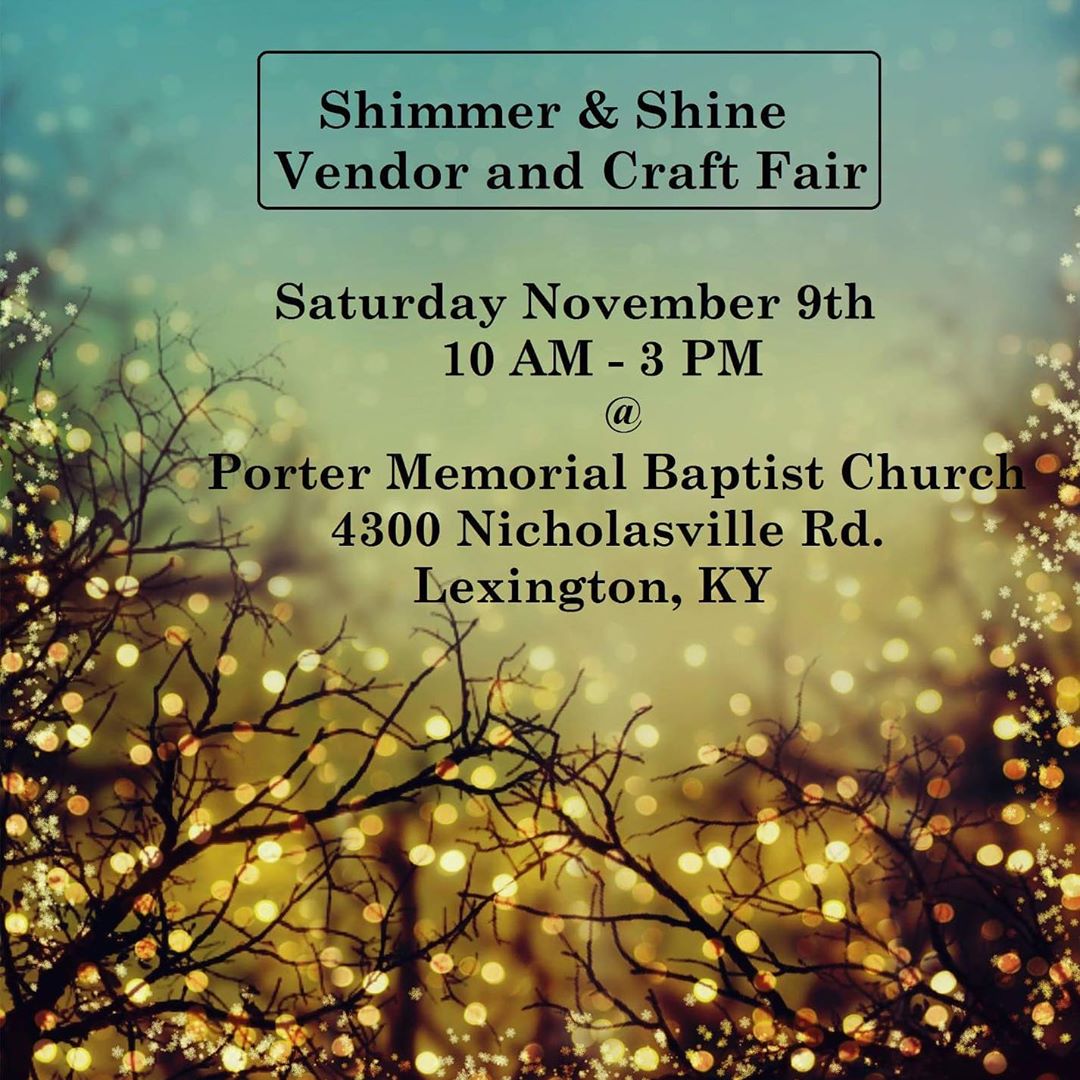 Shimmer & Shine
Vendor and Craft Fair
Saturday November 9th
10 AM - 3 PM
@
Porter Memorial Baptist Church
4300 Nicholasville Rd.
Lexington, KY